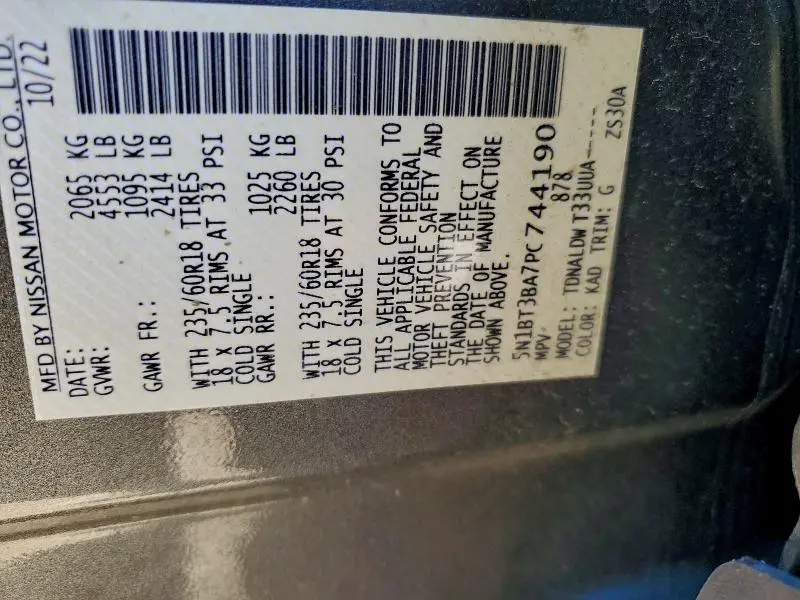 MFD BY NISSAN MOTOR CO., LTD.
DATE: 10/22
GVWR: 2065 KG
4553 LB
GAWR FR.: 1095 KG
2414 LB
WITH 235/60R18 TIRES
18 X 7.5 RIMS AT 33 PSI
COLD SINGLE
GAWR RR.: 1025 KG
2260 LB
WITH 235/60R18 TIRES
18 X 7.5 RIMS AT 30 PSI
COLD SINGLE
THIS VEHICLE CONFORMS TO
ALL APPLICABLE FEDERAL
MOTOR VEHICLE SAFETY AND
THEFT PREVENTION
STANDARDS IN EFFECT ON
THE DATE OF MANUFACTURE
SHOWN ABOVE.
5N1BT3BA7PC744190
MPV 878
MODEL: TDNALDW T33UUA-----
COLOR: KAD TRIM: G ZS30A